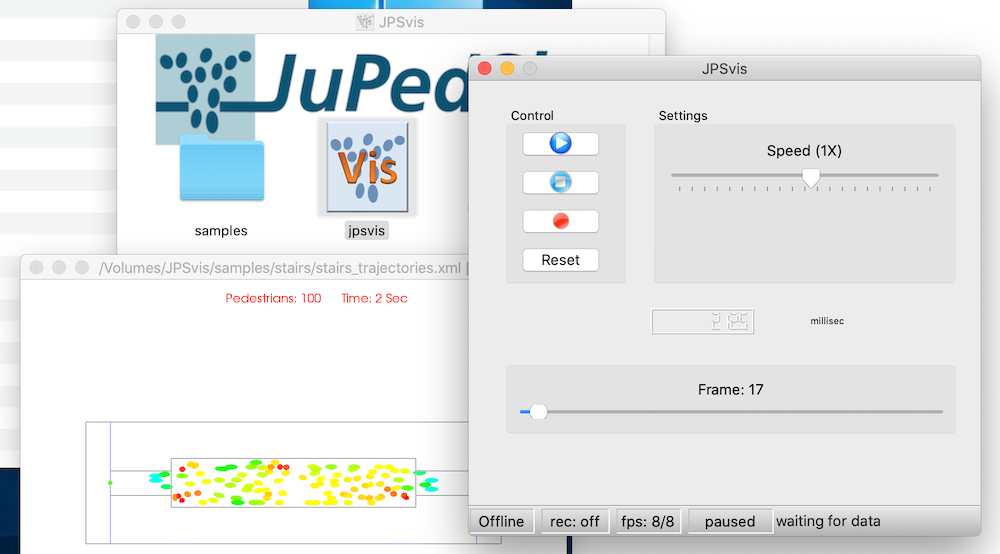 JPSvis
JuPed
Vis
samples
jpsvis
/Volumes/JPSvis/samples/stairs/stairs_trajectories.xml
Pedestrians: 100 Time: 2 Sec
JPSvis
Control
Settings
Speed (1X)
Reset
2125
millisec
Frame: 17
Offline
rec: off
fps: 8/8
paused
waiting for data